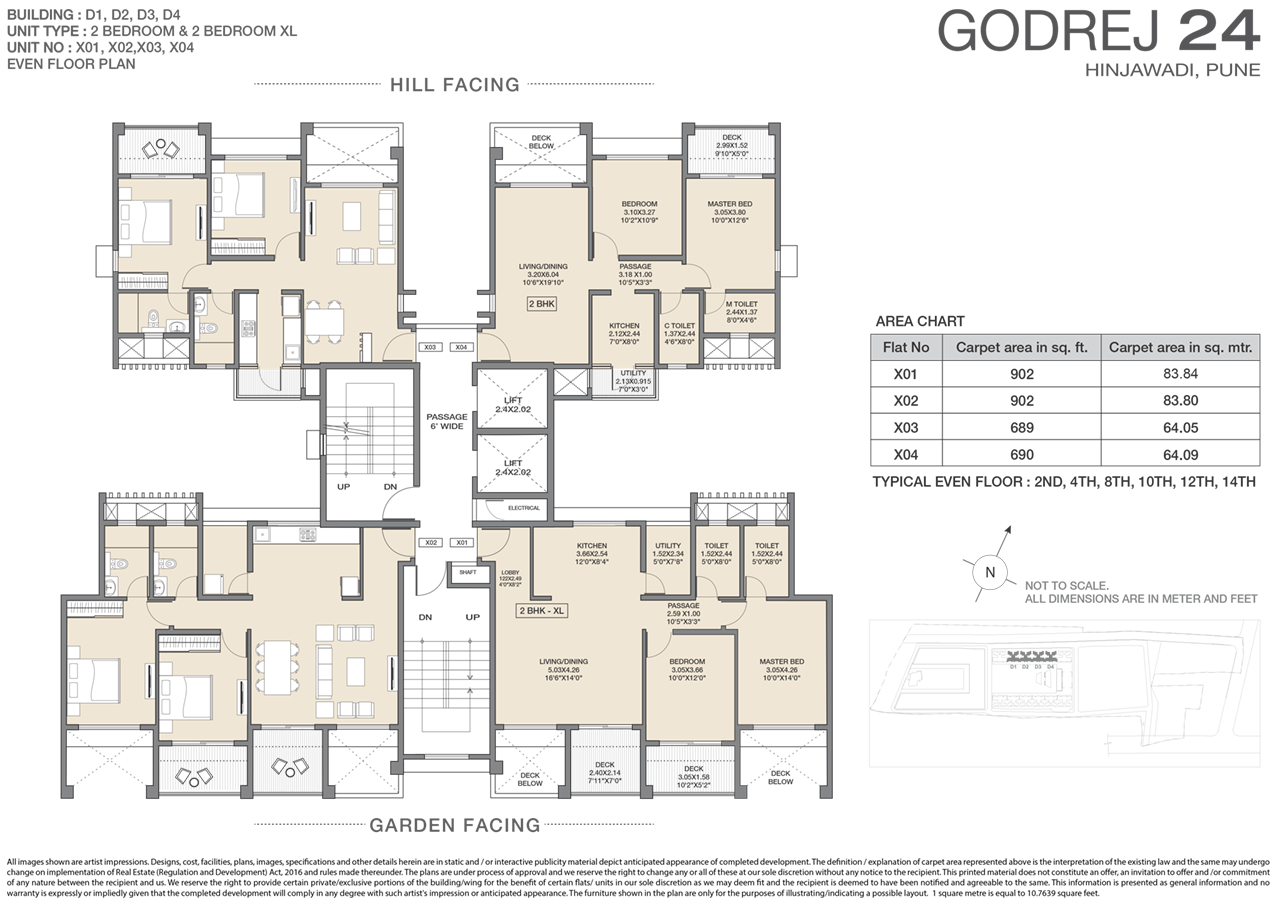 BUILDING : D1, D2, D3, D4
UNIT TYPE : 2 BEDROOM & 2 BEDROOM XL
UNIT NO : X01, X02,X03, X04
EVEN FLOOR PLAN
GODREJ 24
HINJAWADI, PUNE
HILL FACING
DECK
BELOW
DECK
2.99X1.52
9'10"X5'0"
BEDROOM
3.10X3.27
10'2"X10'9"
MASTER BED
3.05X3.80
10'0"X12'6"
LIVING/DINING
3.20X6.04
10'6"X19'10"
2 BHK
PASSAGE
3.18 X1.00
10'5"X3'3"
M TOILET
2.44X1.37
8'0"X4'6"
KITCHEN
2.12X2.44
7'0"X8'0"
C TOILET
1.37X2.44
4'6"X8'0"
X03
X04
UTILITY
2.13X0.915
7'0"X3'0"
LIFT
2.4X2.02
PASSAGE
6' WIDE
LIFT
2.4X2.02
UP
DN
ELECTRICAL
AREA CHART
Flat No Carpet area in sq. ft. Carpet area in sq. mtr.
X01 902 83.84
X02 902 83.80
X03 689 64.05
X04 690 64.09
TYPICAL EVEN FLOOR : 2ND, 4TH, 8TH, 10TH, 12TH, 14TH
X02
X01
SHAFT
LOBBY
122X2.49
4'0"X8'2"
KITCHEN
3.66X2.54
12'0"X8'4"
UTILITY
1.52X2.34
5'0"X7'8"
TOILET
1.52X2.44
5'0"X8'0"
TOILET
1.52X2.44
5'0"X8'0"
2 BHK - XL
PASSAGE
2.59 X1.00
10'5"X3'3"
DN
UP
LIVING/DINING
5.03X4.26
16'6"X14'0"
BEDROOM
3.05X3.66
10'0"X12'0"
MASTER BED
3.05X4.26
10'0"X14'0"
DECK
BELOW
DECK
2.40X2.14
7'11"X7'0"
DECK
3.05X1.58
10'2"X5'2"
DECK
BELOW
N
NOT TO SCALE.
ALL DIMENSIONS ARE IN METER AND FEET
D1 D2 D3 D4
GARDEN FACING
All images shown are artist impressions. Designs, cost, facilities, plans, images, specifications and other details herein are in static and / or interactive publicity material depict anticipated appearance of completed development. The definition / explanation of carpet area represented above is the interpretation of the existing law and the same may undergo
change on implementation of Real Estate (Regulation and Development) Act, 2016 and rules made thereunder. The plans are under process of approval and we reserve the right to change any or all of these at our sole discretion without any notice to the recipient. This printed material does not constitute an offer, an invitation to offer and /or commitment
of any nature between the recipient and us. We reserve the right to provide certain private/exclusive portions of the building/wing for the benefit of certain flats/ units in our sole discretion as we may deem fit and the recipient is deemed to have been notified and agreeable to the same. This information is presented as general information and no
warranty is expressly or impliedly given that the completed development will comply in any degree with such artist's impression or anticipated appearance. The furniture shown in the plan are only for the purposes of illustrating/indicating a possible layout. 1 square metre is equal to 10.7639 square feet.